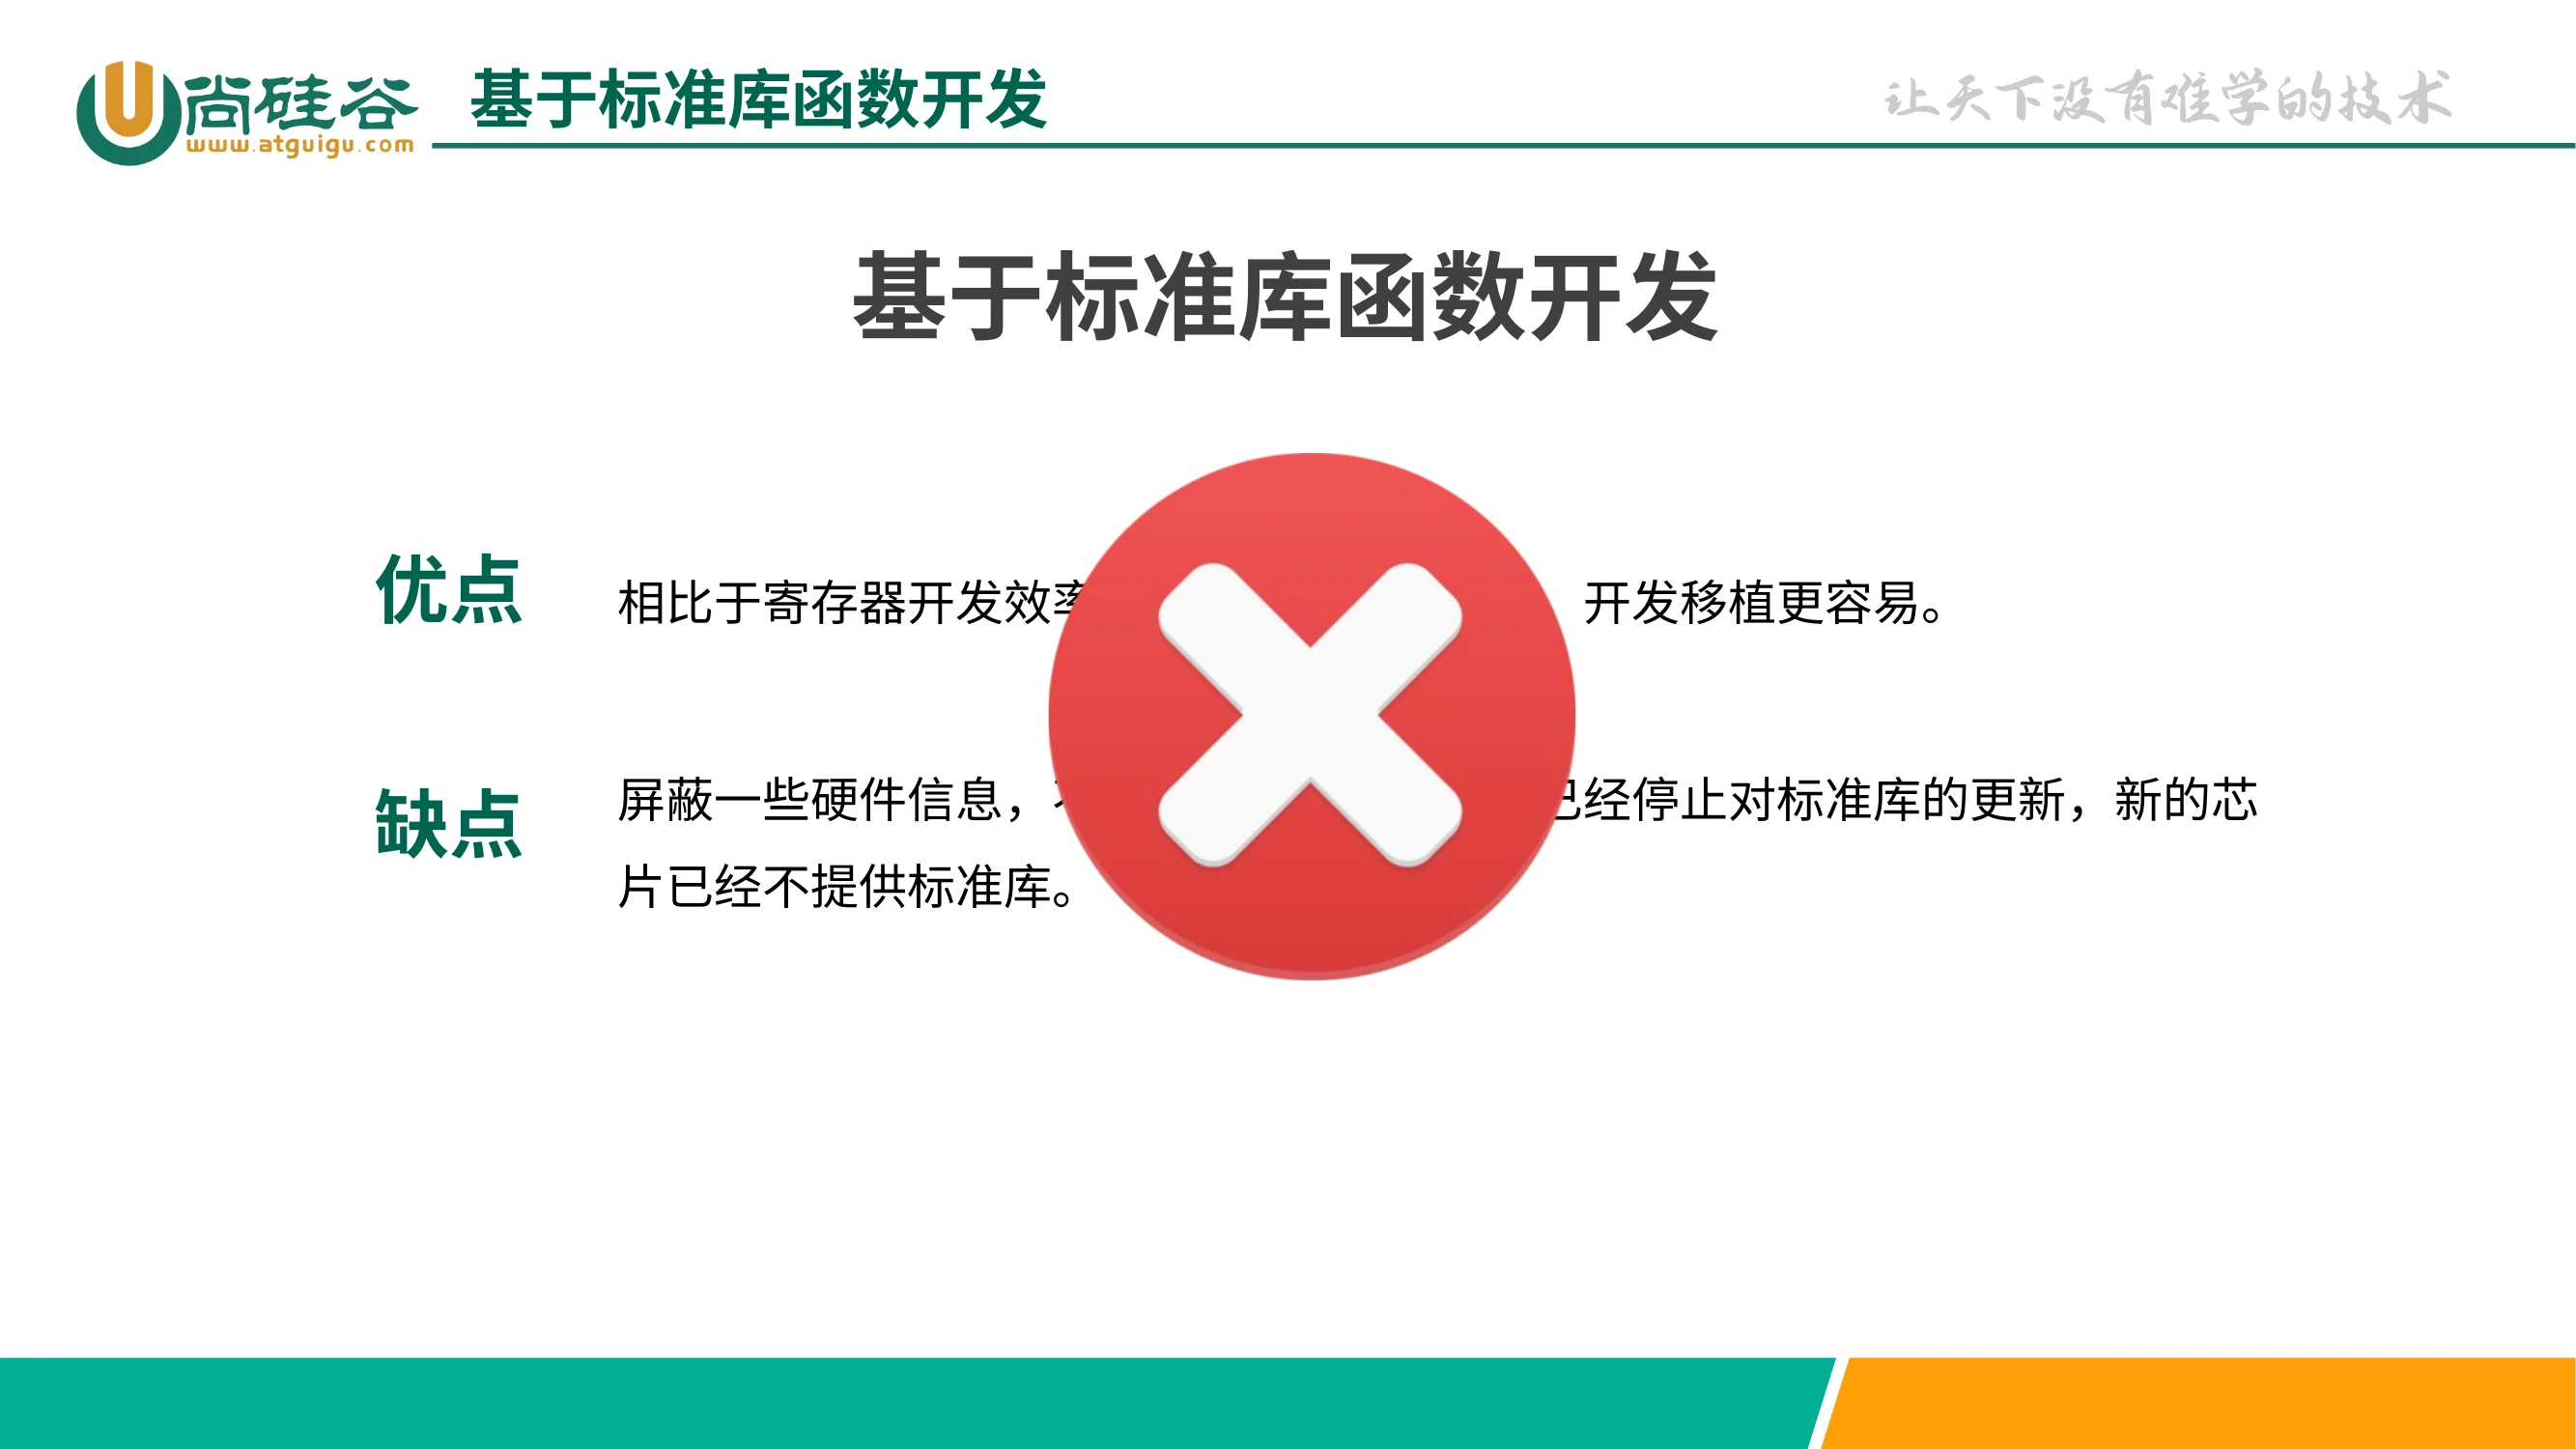 尚硅谷
www.atguigu.com
基于标准库函数开发
让天下没有难学的技术
基于标准库函数开发
优点
相比于寄存器开发效率 开发移植更容易。
缺点
屏蔽一些硬件信息， 已经停止对标准库的更新，新的芯
片已经不提供标准库。